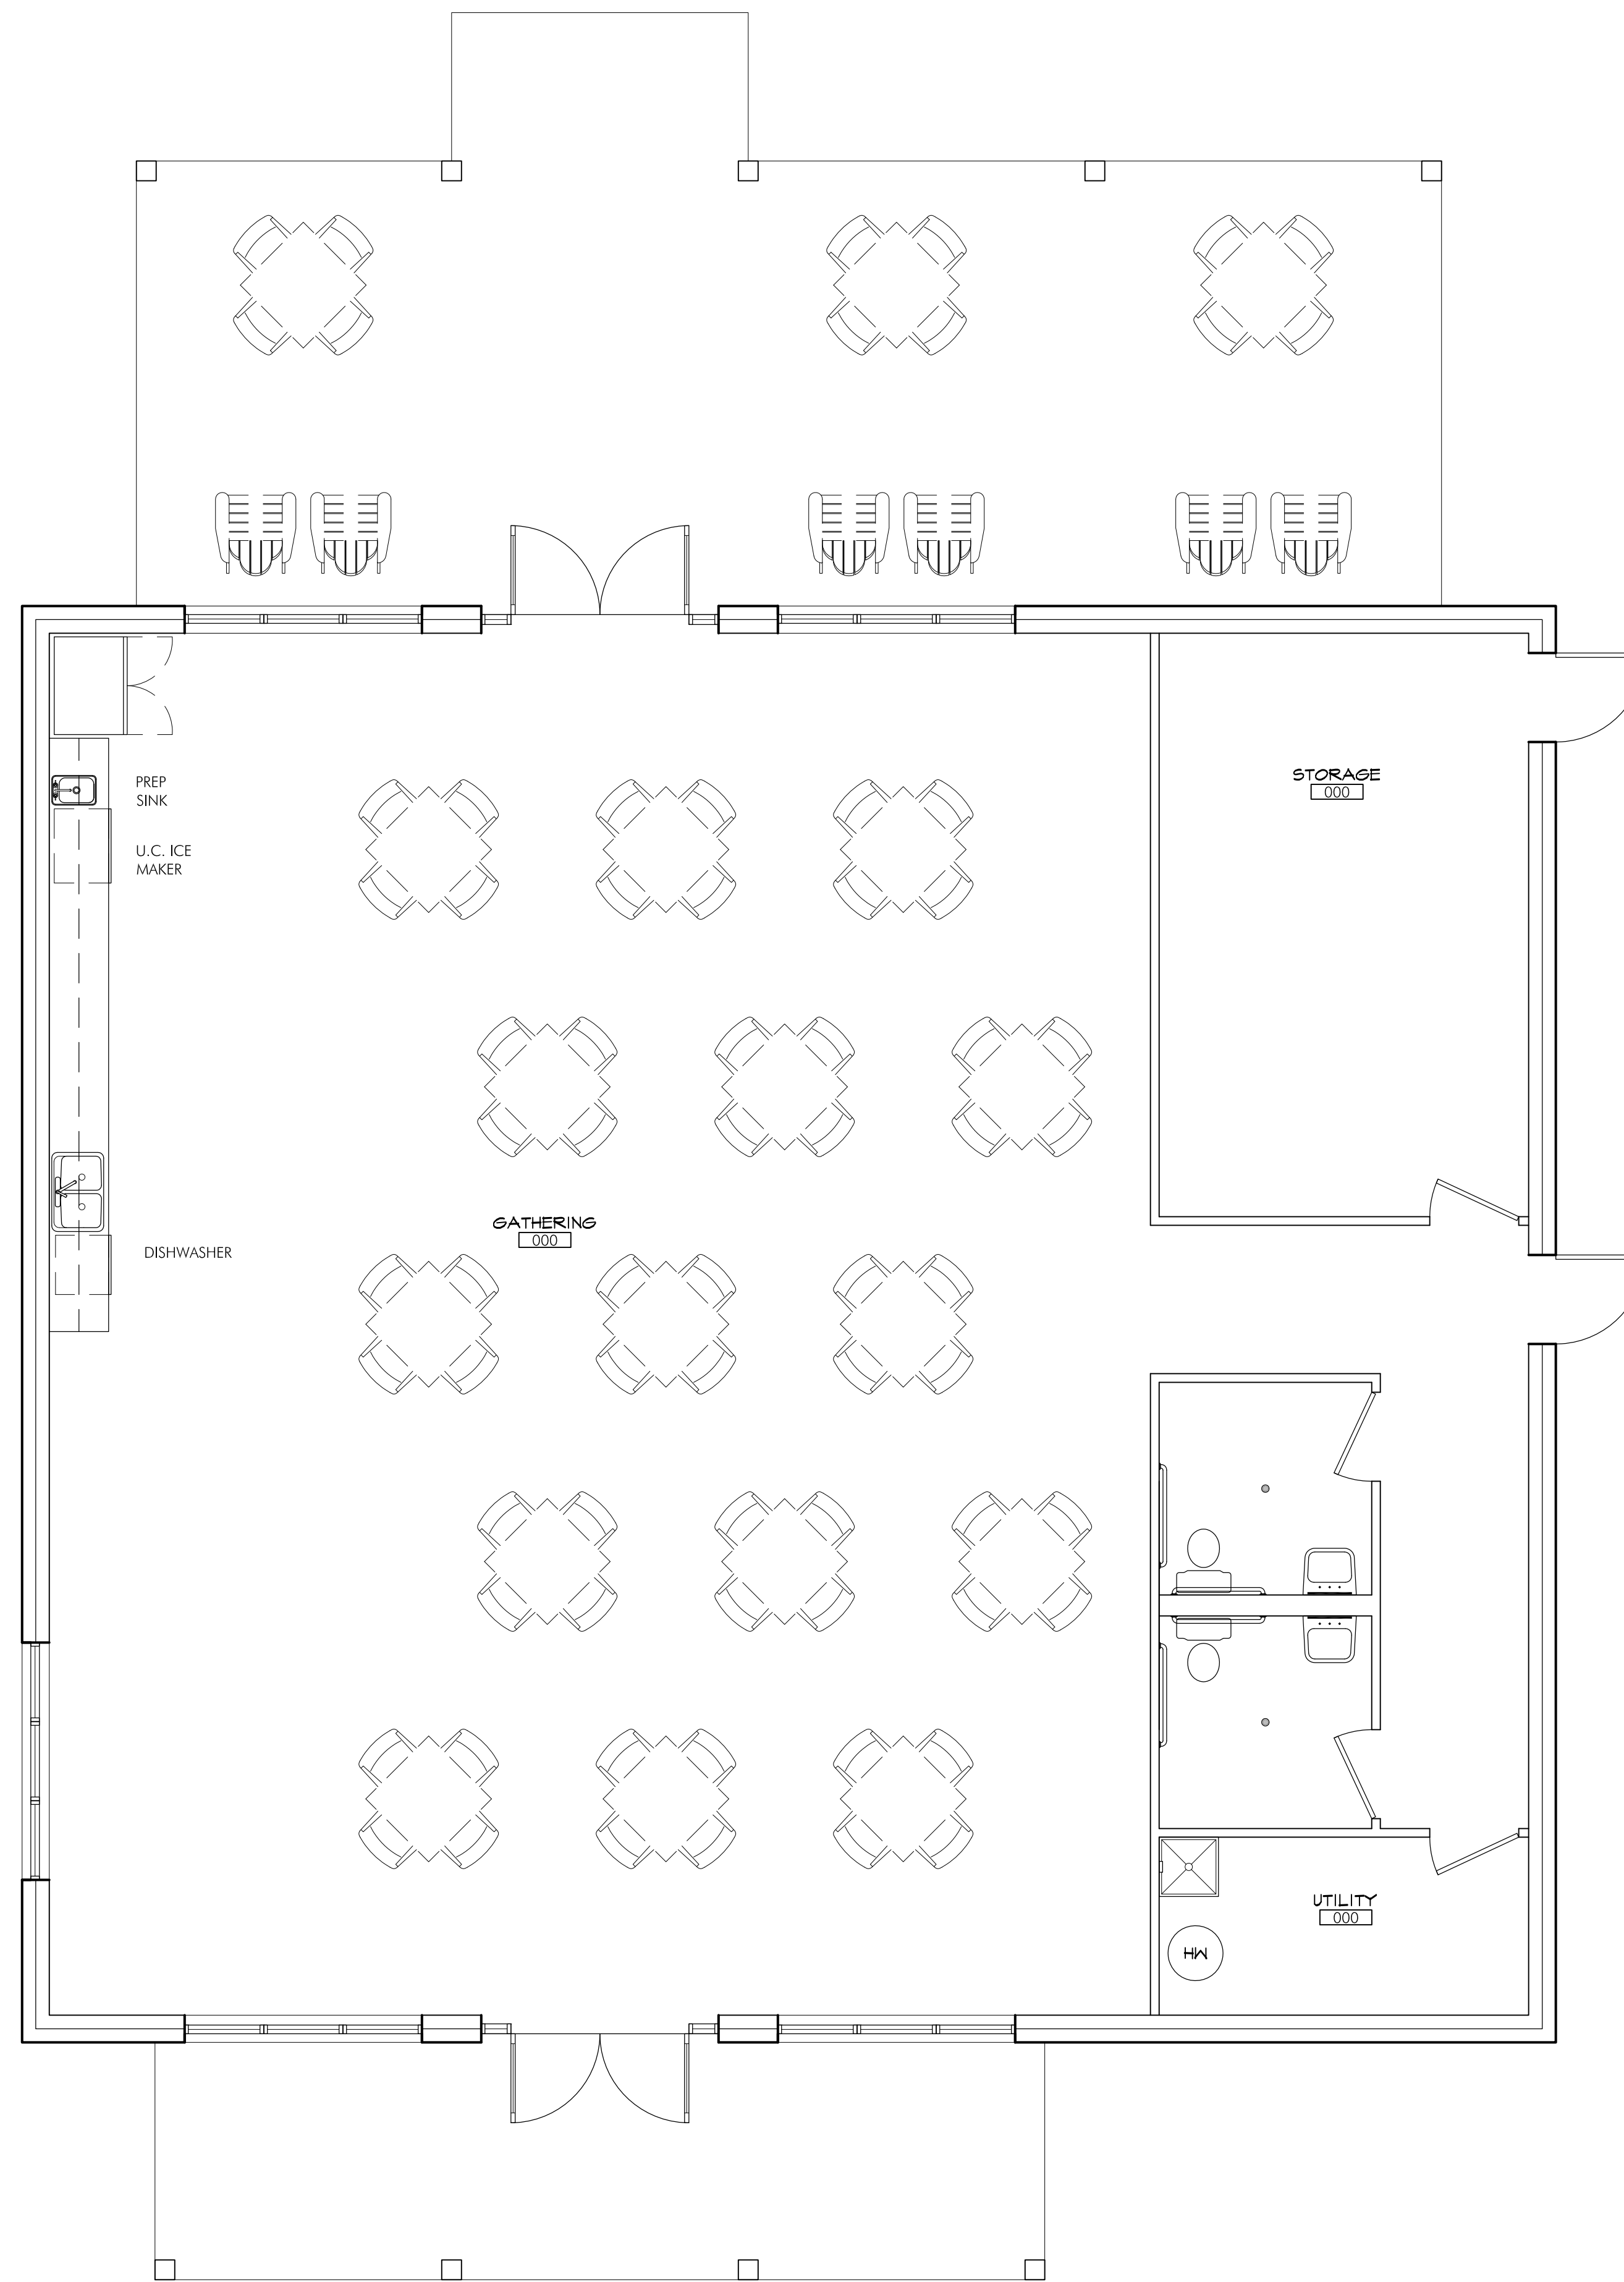 PREP
SINK
STORAGE
000
U.C. ICE
MAKER
GATHERING
000
DISHWASHER
UTILITY
000
HW